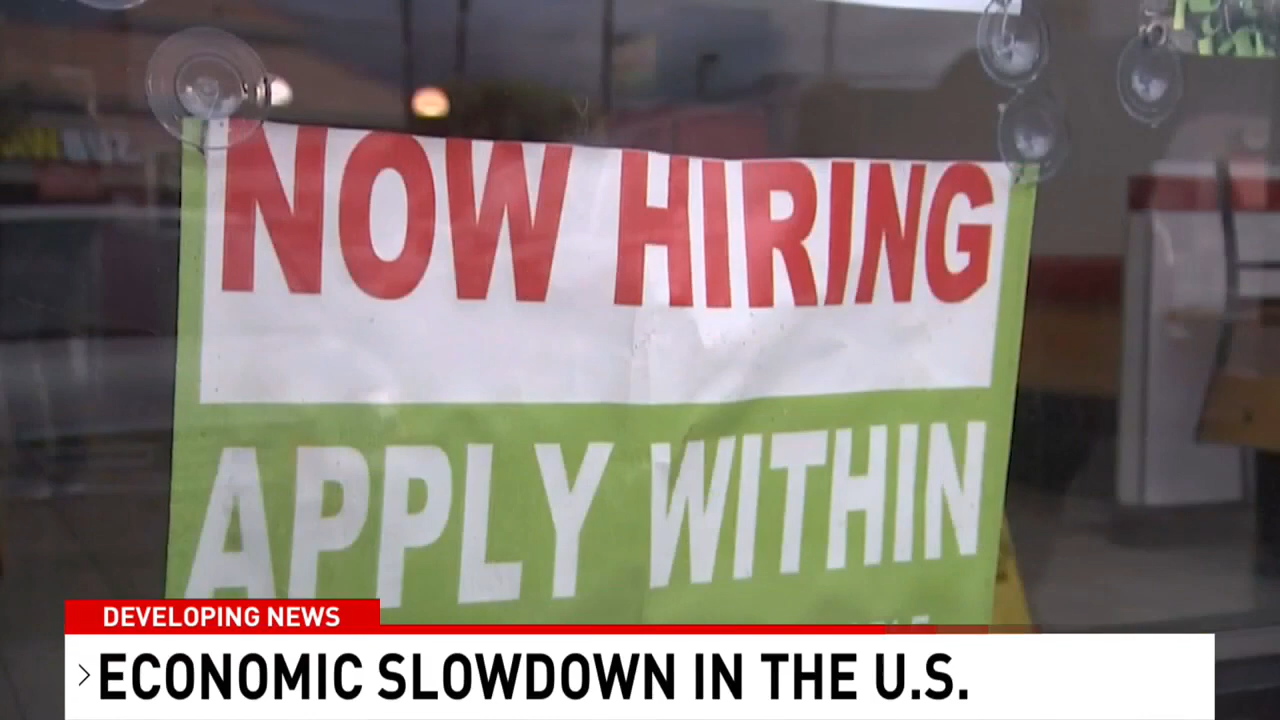 NOW HIRING
APPLY WITHIN
DEVELOPING NEWS
ECONOMIC SLOWDOWN IN THE U.S.